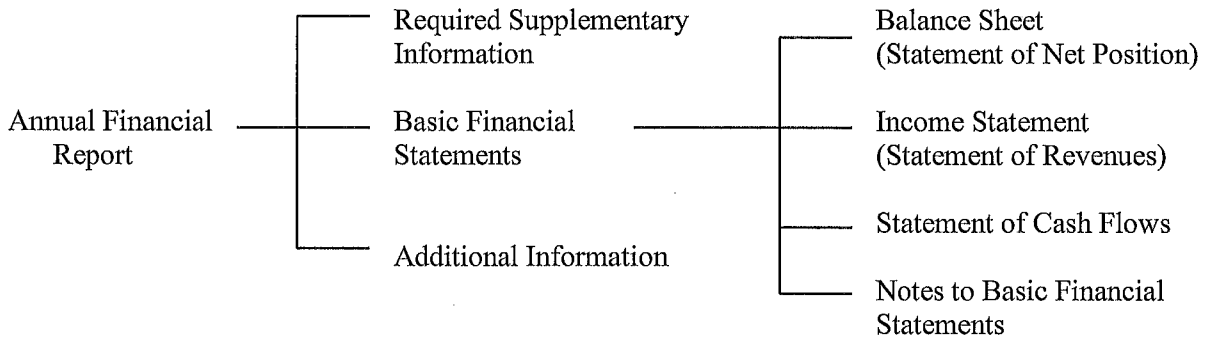 Annual Financial
Report
Required Supplementary
Information
Basic Financial
Statements
Additional Information
Balance Sheet
(Statement of Net Position)
Income Statement
(Statement of Revenues)
Statement of Cash Flows
Notes to Basic Financial
Statements